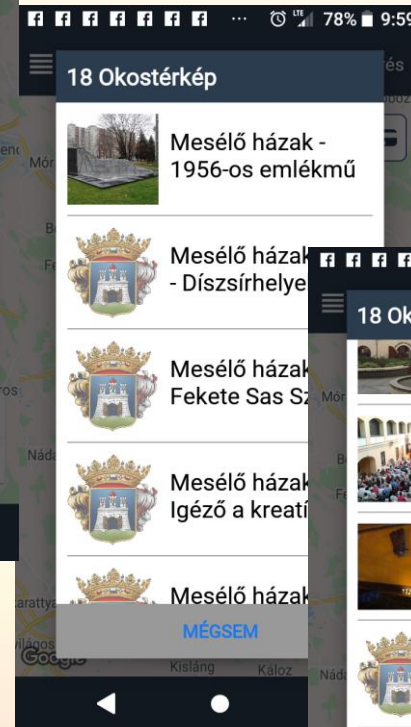 78% 9:59
18 Okostérkép
Mesélő házak -
1956-os emlékmű
Mesélő házak
- Díszsírhelye
Mesélő házak
Fekete Sas Sz
Mesélő házak
Igéző a kreatí
Mesélő házak
MÉGSEM
Google
Kisláng
Káloz
18 Ok
Mór